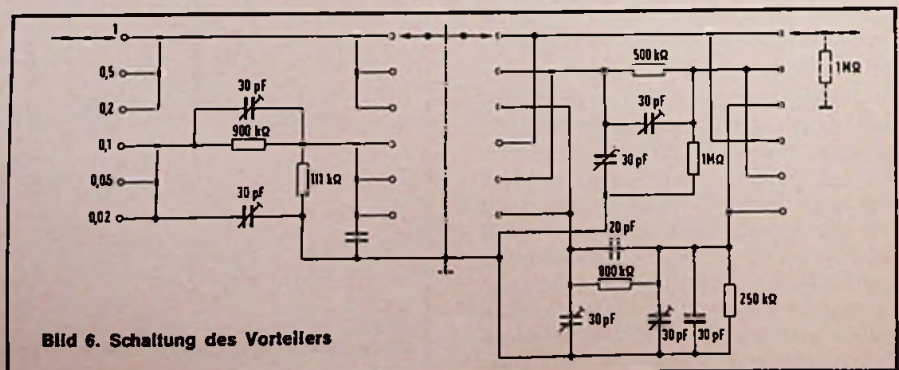 1
0,5
0,2
0,1
0,05
0,02
30 pF
900 kΩ
111 kΩ
30 pF
500 kΩ
30 pF
30 pF
1MΩ
1MΩ
20 pF
800 kΩ
30 pF
30 pF
30 pF
250 kΩ
Bild 6. Schaltung des Vorteilers